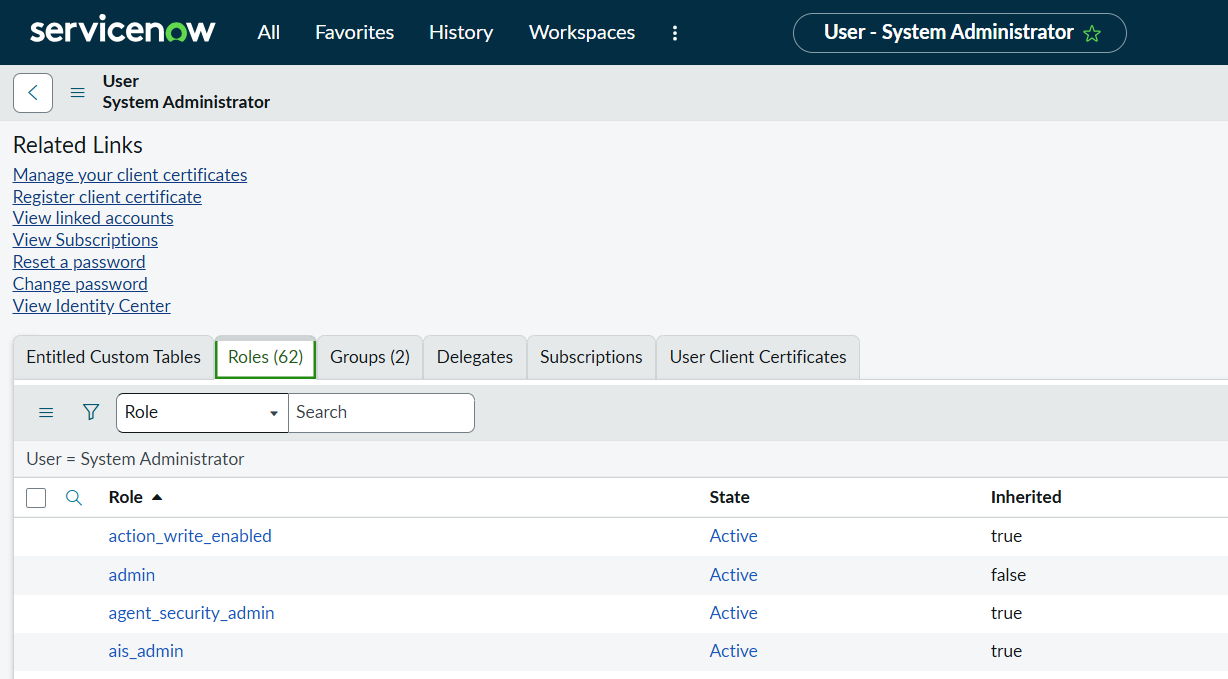 servicenow All Favorites History Workspaces User - System Administrator
User
System Administrator
Related Links
Manage your client certificates
Register client certificate
View linked accounts
View Subscriptions
Reset a password
Change password
View Identity Center
Entitled Custom Tables Roles (62) Groups (2) Delegates Subscriptions User Client Certificates
Role Search
User = System Administrator
Role State Inherited
action_write_enabled Active true
admin Active false
agent_security_admin Active true
ais_admin Active true